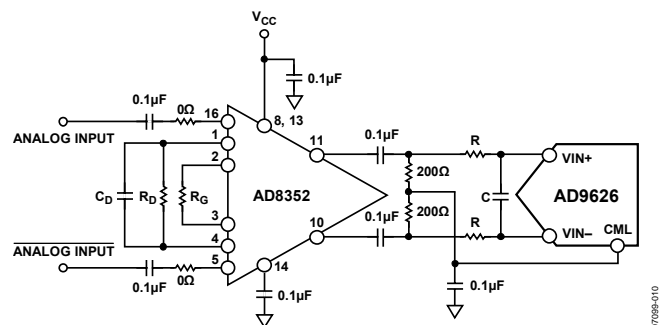 VCC
0.1µF
8, 13
0.1µF
0Ω
16
ANALOG INPUT
1
2
11
0.1µF
R
VIN+
200Ω
CD
RD
RG
AD8352
C
AD9626
200Ω
3
4
10
0.1µF
R
VIN–
CML
ANALOG INPUT
5
14
0.1µF
0Ω
0.1µF
0.1µF
07099-010